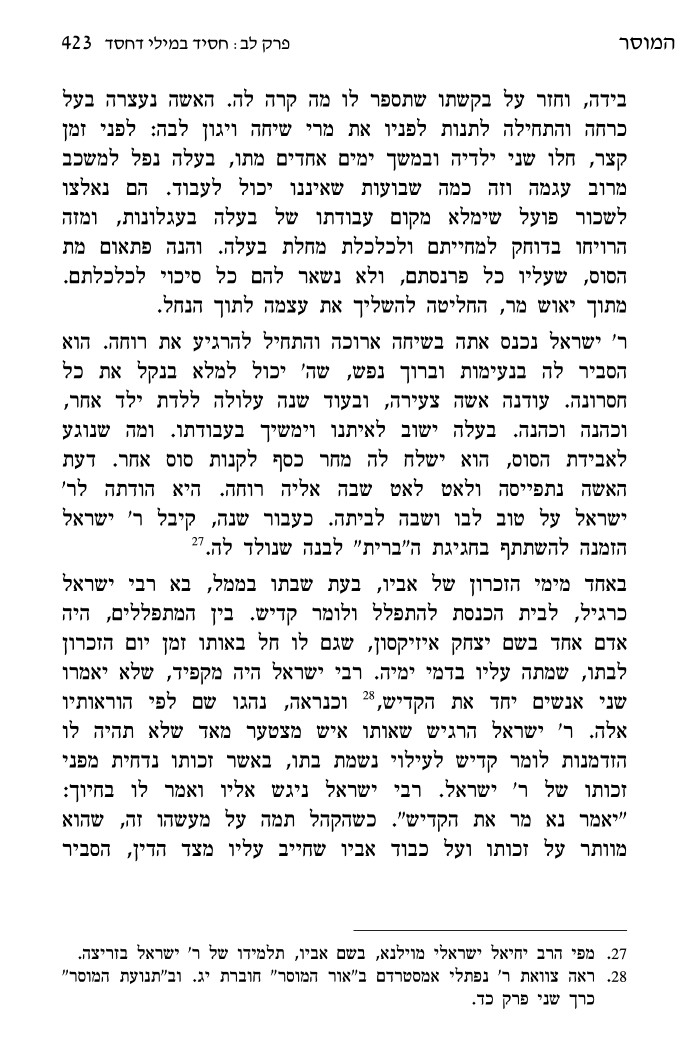 המוסר פרק לב: חסיד במילי דחסד 423
בידה, וחזר על בקשתו שתספר לו מה קרה לה. האשה נעצרה בעל
כרחה והתחילה לתנות לפניו את מרי שיחה ויגון לבה: לפני זמן
קצר, חלו שני ילדיה ובמשך ימים אחדים מתו, בעלה נפל למשכב
מרוב עגמה וזה כמה שבועות שאיננו יכול לעבוד. הם נאלצו
לשכור פועל שימלא מקום עבודתו של בעלה בעגלונות, ומזה
הרויחו בדוחק למחייתם ולכלכלת מחלת בעלה. והנה פתאום מת
הסוס, שעליו כל פרנסתם, ולא נשאר להם כל סיכוי לכלכלתם.
מתוך יאוש מר, החליטה להשליך את עצמה לתוך הנחל.
ר׳ ישראל נכנס אתה בשיחה ארוכה והתחיל להרגיע את רוחה. הוא
הסביר לה בנעימות וברוך נפש, שה׳ יכול למלא בנקל את כל
חסרונה. עודנה אשה צעירה, ובעוד שנה עלולה ללדת ילד אחר,
וכהנה וכהנה. בעלה ישוב לאיתנו וימשיך בעבודתו. ומה שנוגע
לאבידת הסוס, הוא ישלח לה מחר כסף לקנות סוס אחר. דעת
האשה נתפייסה ולאט לאט שבה אליה רוחה. היא הודתה לר׳
ישראל על טוב לבו ושבה לביתה. כעבור שנה, קיבל ר׳ ישראל
הזמנה להשתתף בחגיגת ה״ברית״ לבנה שנולד לה.27
באחד מימי הזכרון של אביו, בעת שבתו בממל, בא רבי ישראל
כרגיל, לבית הכנסת להתפלל ולומר קדיש. בין המתפללים, היה
אדם אחד בשם יצחק איזיקסון, שגם לו חל באותו זמן יום הזכרון
לבתו, שמתה עליו בדמי ימיה. רבי ישראל היה מקפיד, שלא יאמרו
שני אנשים יחד את הקדיש,28 וכנראה, נהגו שם לפי הוראותיו
אלה. ר׳ ישראל הרגיש שאותו איש מצטער מאד שלא תהיה לו
הזדמנות לומר קדיש לעילוי נשמת בתו, באשר זכותו נדחית מפני
זכותו של ר׳ ישראל. רבי ישראל ניגש אליו ואמר לו בחיוך:
״יאמר נא מר את הקדיש״. כשהקהל תמה על מעשהו זה, שהוא
מוותר על זכותו ועל כבוד אביו שחייב עליו מצד הדין, הסביר
27. מפי הרב יחיאל ישראלי מוילנא, בשם אביו, תלמידו של ר׳ ישראל בזריצה.
28. ראה צוואת ר׳ נפתלי אמסטרדם ב״אור המוסר״ חוברת יג. וב״תנועת המוסר״
כרך שני פרק כד.